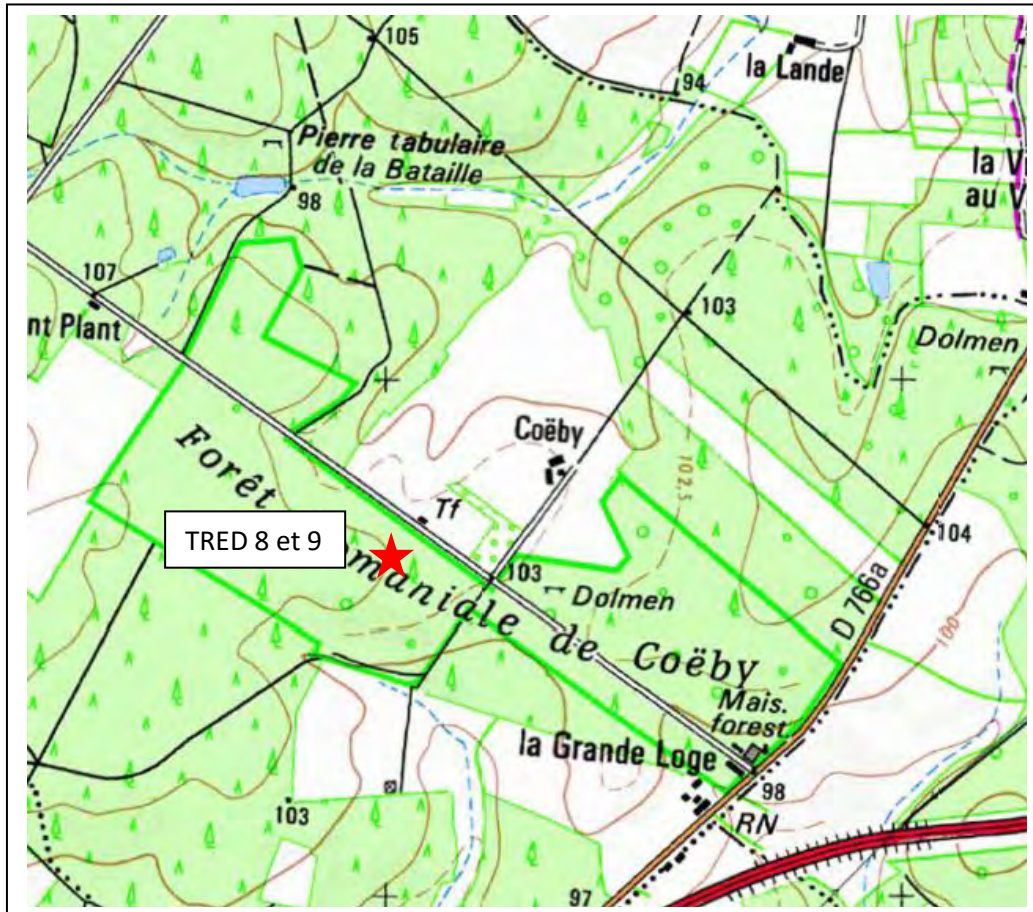 105
la Lande
94
Pierre tabulaire
de la Bataille
98
la V
au V
107
nt Plant
103
Dolmen
Forêt
maniale de Coëby
Coëby
102,5
Tf
TRED 8 et 9
104
103
Dolmen
D 766a
100
Mais.
forest.
la Grande Loge
98
103
RN
97